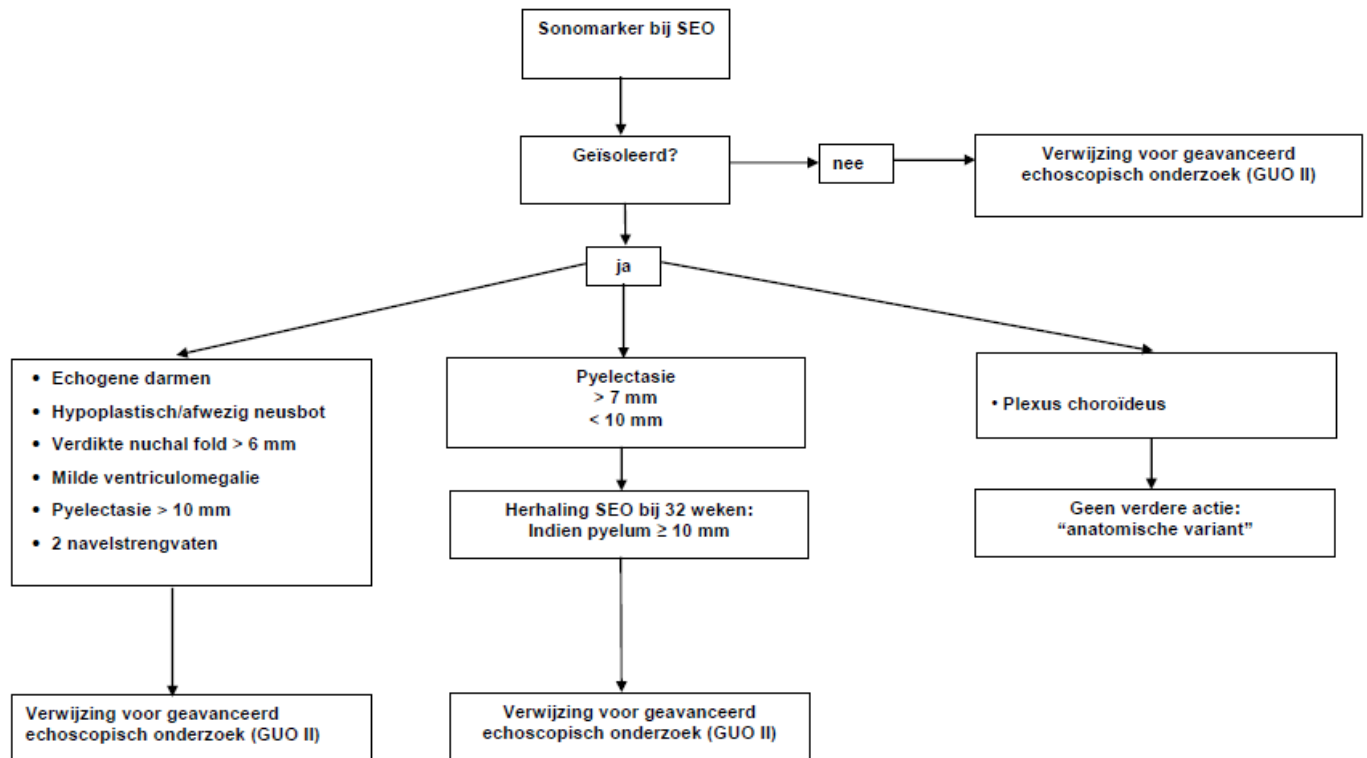 Sonomarker bij SEO
Geïsoleerd?
nee
Verwijzing voor geavanceerd
echoscopisch onderzoek (GUO II)
ja
• Echogene darmen
• Hypoplastisch/afwezig neusbot
• Verdikte nuchal fold > 6 mm
• Milde ventriculomegalie
• Pyelectasie > 10 mm
• 2 navelstrengvaten
Pyelectasie
> 7 mm
< 10 mm
• Plexus choroïdeus
Herhaling SEO bij 32 weken:
Indien pyelum ≥ 10 mm
Geen verdere actie:
“anatomische variant”
Verwijzing voor geavanceerd
echoscopisch onderzoek (GUO II)
Verwijzing voor geavanceerd
echoscopisch onderzoek (GUO II)